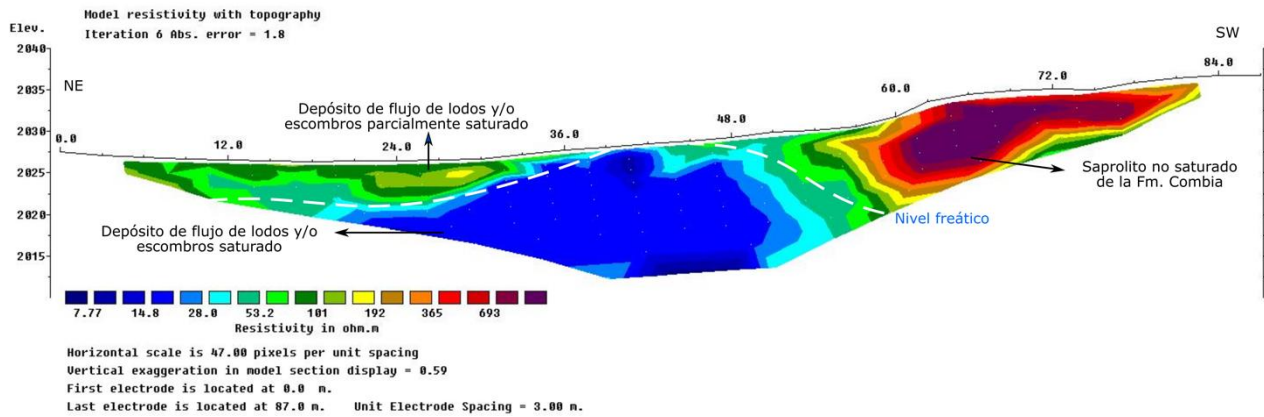 Model resistivity with topography
Elev.
Iteration 6 Abs. error = 1.8
SW
2040
NE
84.0
2035
72.0
60.0
Depósito de flujo de lodos y/o
escombros parcialmente saturado
2030
0.0
12.0
24.0
36.0
48.0
2025
Saprolito no saturado
de la Fm. Combia
2020
Nivel freático
Depósito de flujo de lodos y/o
escombros saturado
2015
7.77 14.8 28.0 53.2 101 192 365 693
Resistivity in ohm.m
Horizontal scale is 47.00 pixels per unit spacing
Vertical exaggeration in model section display = 0.59
First electrode is located at 0.0 m.
Last electrode is located at 87.0 m. Unit Electrode Spacing = 3.00 m.